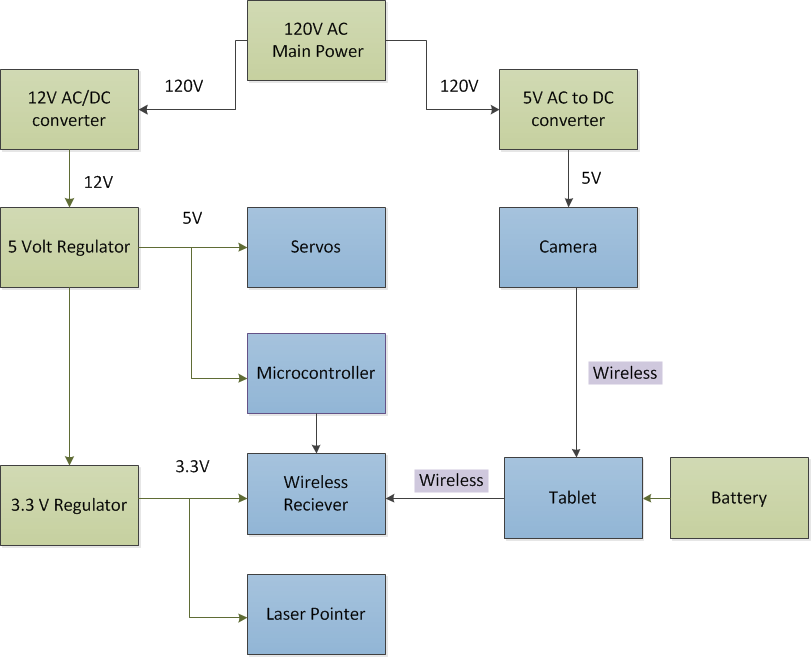 120V AC
Main Power
120V
120V
12V AC/DC
converter
5V AC to DC
converter
12V
5V
5 Volt Regulator
5V
Servos
Camera
Microcontroller
Wireless
3.3 V Regulator
3.3V
Wireless
Reciever
Wireless
Tablet
Battery
Laser Pointer